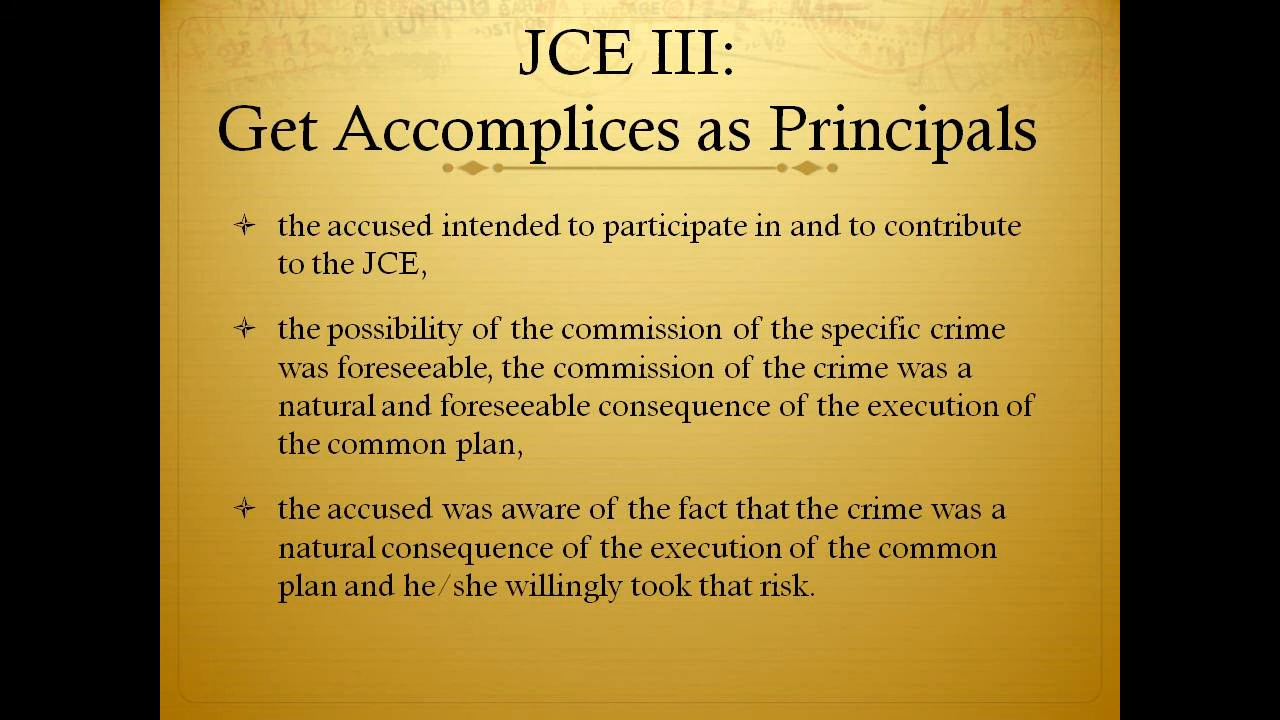 JCE III:
Get Accomplices as Principals
the accused intended to participate in and to contribute
to the JCE,
the possibility of the commission of the specific crime
was foreseeable, the commission of the crime was a
natural and foreseeable consequence of the execution of
the common plan,
the accused was aware of the fact that the crime was a
natural consequence of the execution of the common
plan and he/she willingly took that risk.